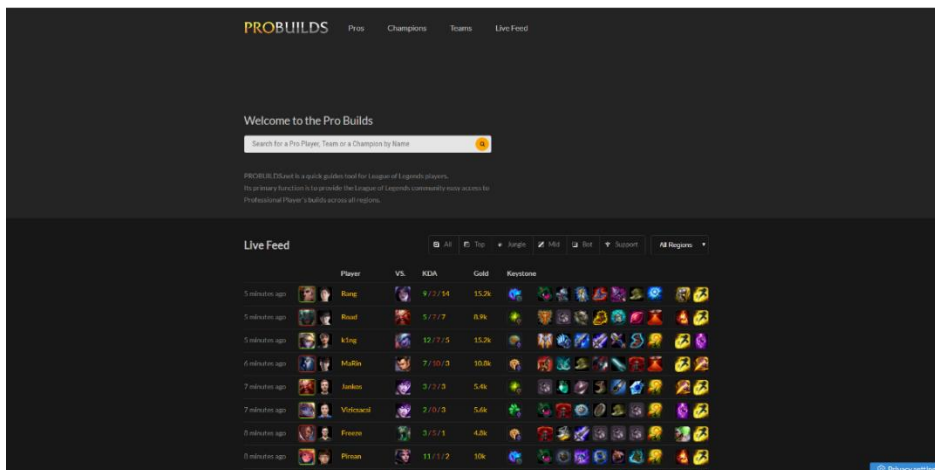 PROBUILDS Pros Champions Teams Live Feed
Welcome to the Pro Builds
Search for a Pro Player, Team or a Champion by Name
PROBUILDS.net is a quick guides tool for League of Legends players.
Its primary function is to provide the League of Legends community easy access to
Professional Player's builds across all regions.
Live Feed All Top Jungle Mid Bot Support All Regions
Player VS. KDA Gold Keystone
5 minutes ago Bang 9 / 2 / 14 15.2k
5 minutes ago Road 5 / 7 / 7 8.9k
5 minutes ago k1ng 12 / 7 / 5 15.2k
6 minutes ago MaRin 7 / 10 / 3 10.8k
7 minutes ago 3 / 2 / 3 5.4k
7 minutes ago 2 / 0 / 3 5.6k
8 minutes ago Freeze 3 / 5 / 1 4.8k
8 minutes ago Pirean 11 / 1 / 2 10k
Privacy settings